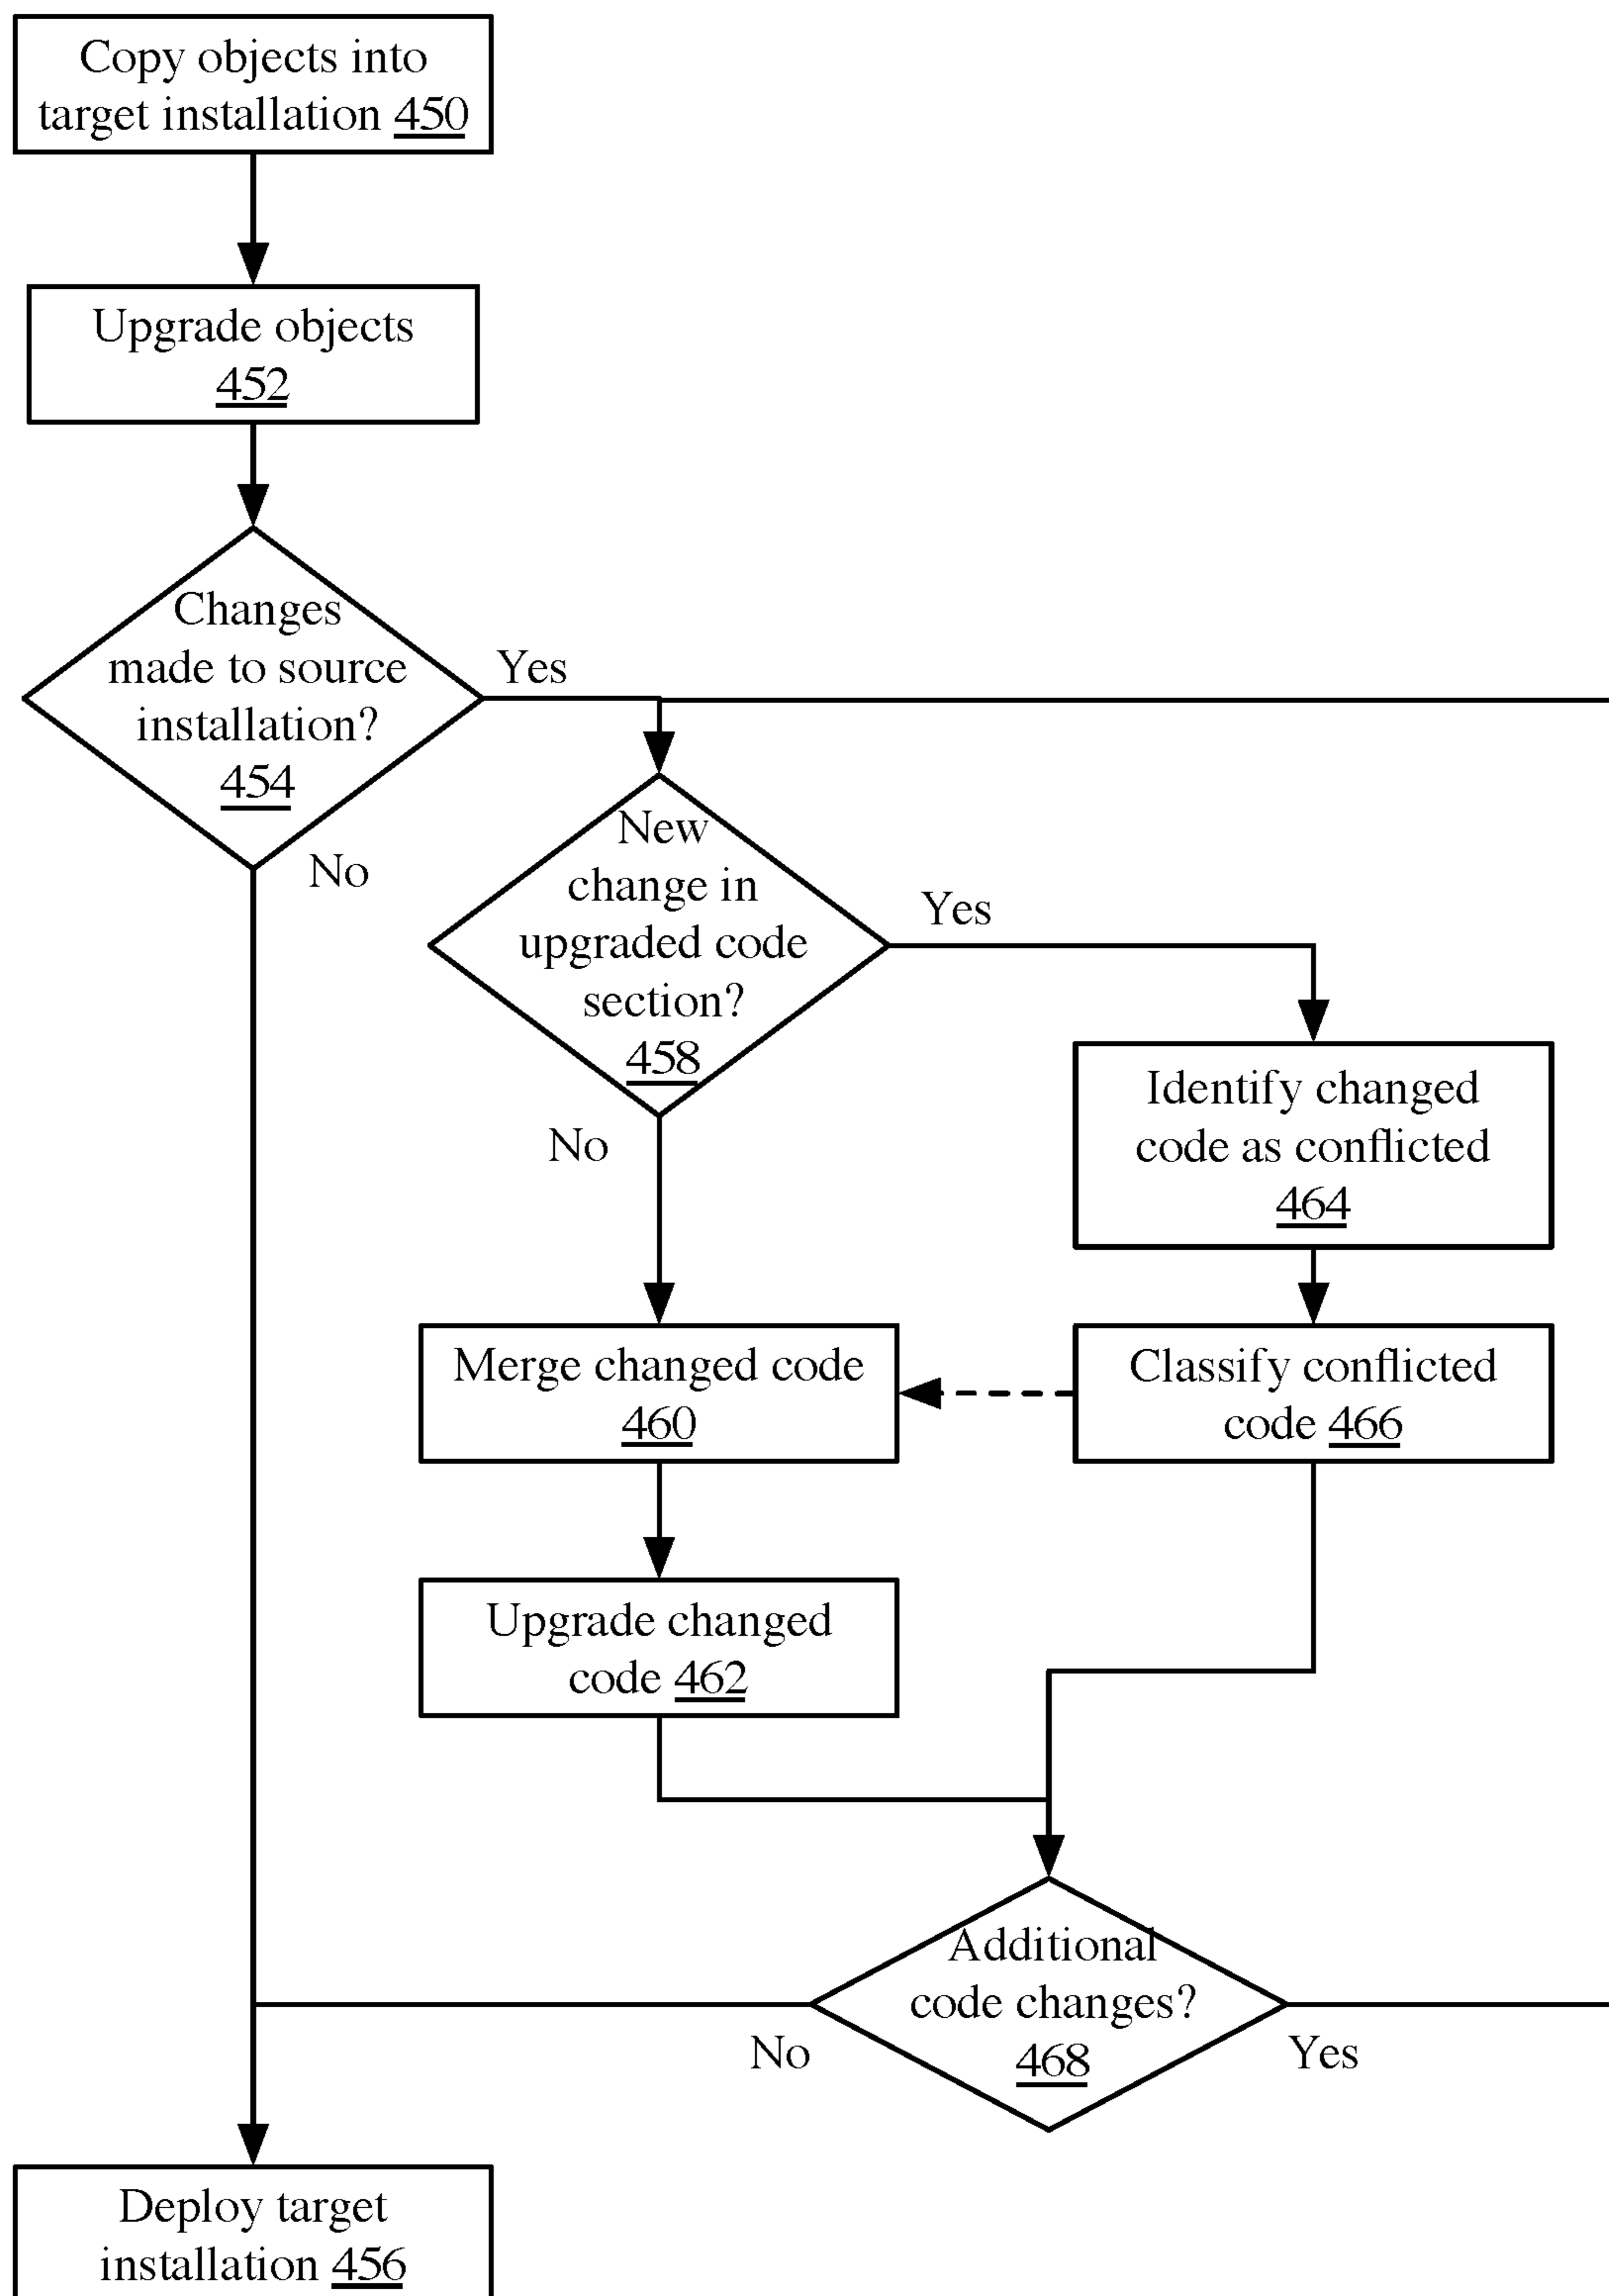 Copy objects into
target installation 450
Upgrade objects
452
Changes
made to source
installation?
454
Yes
No
New
change in
upgraded code
section?
458
Yes
No
Identify changed
code as conflicted
464
Merge changed code
460
Classify conflicted
code 466
Upgrade changed
code 462
Additional
code changes?
468
No
Yes
Deploy target
installation 456